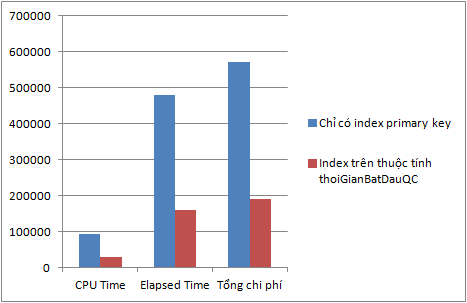 700000
600000
500000
400000
300000
200000
100000
0
CPU Time Elapsed Time Tổng chi phí
Chỉ có index primary key
Index trên thuộc tính
thoiGianBatDauQC